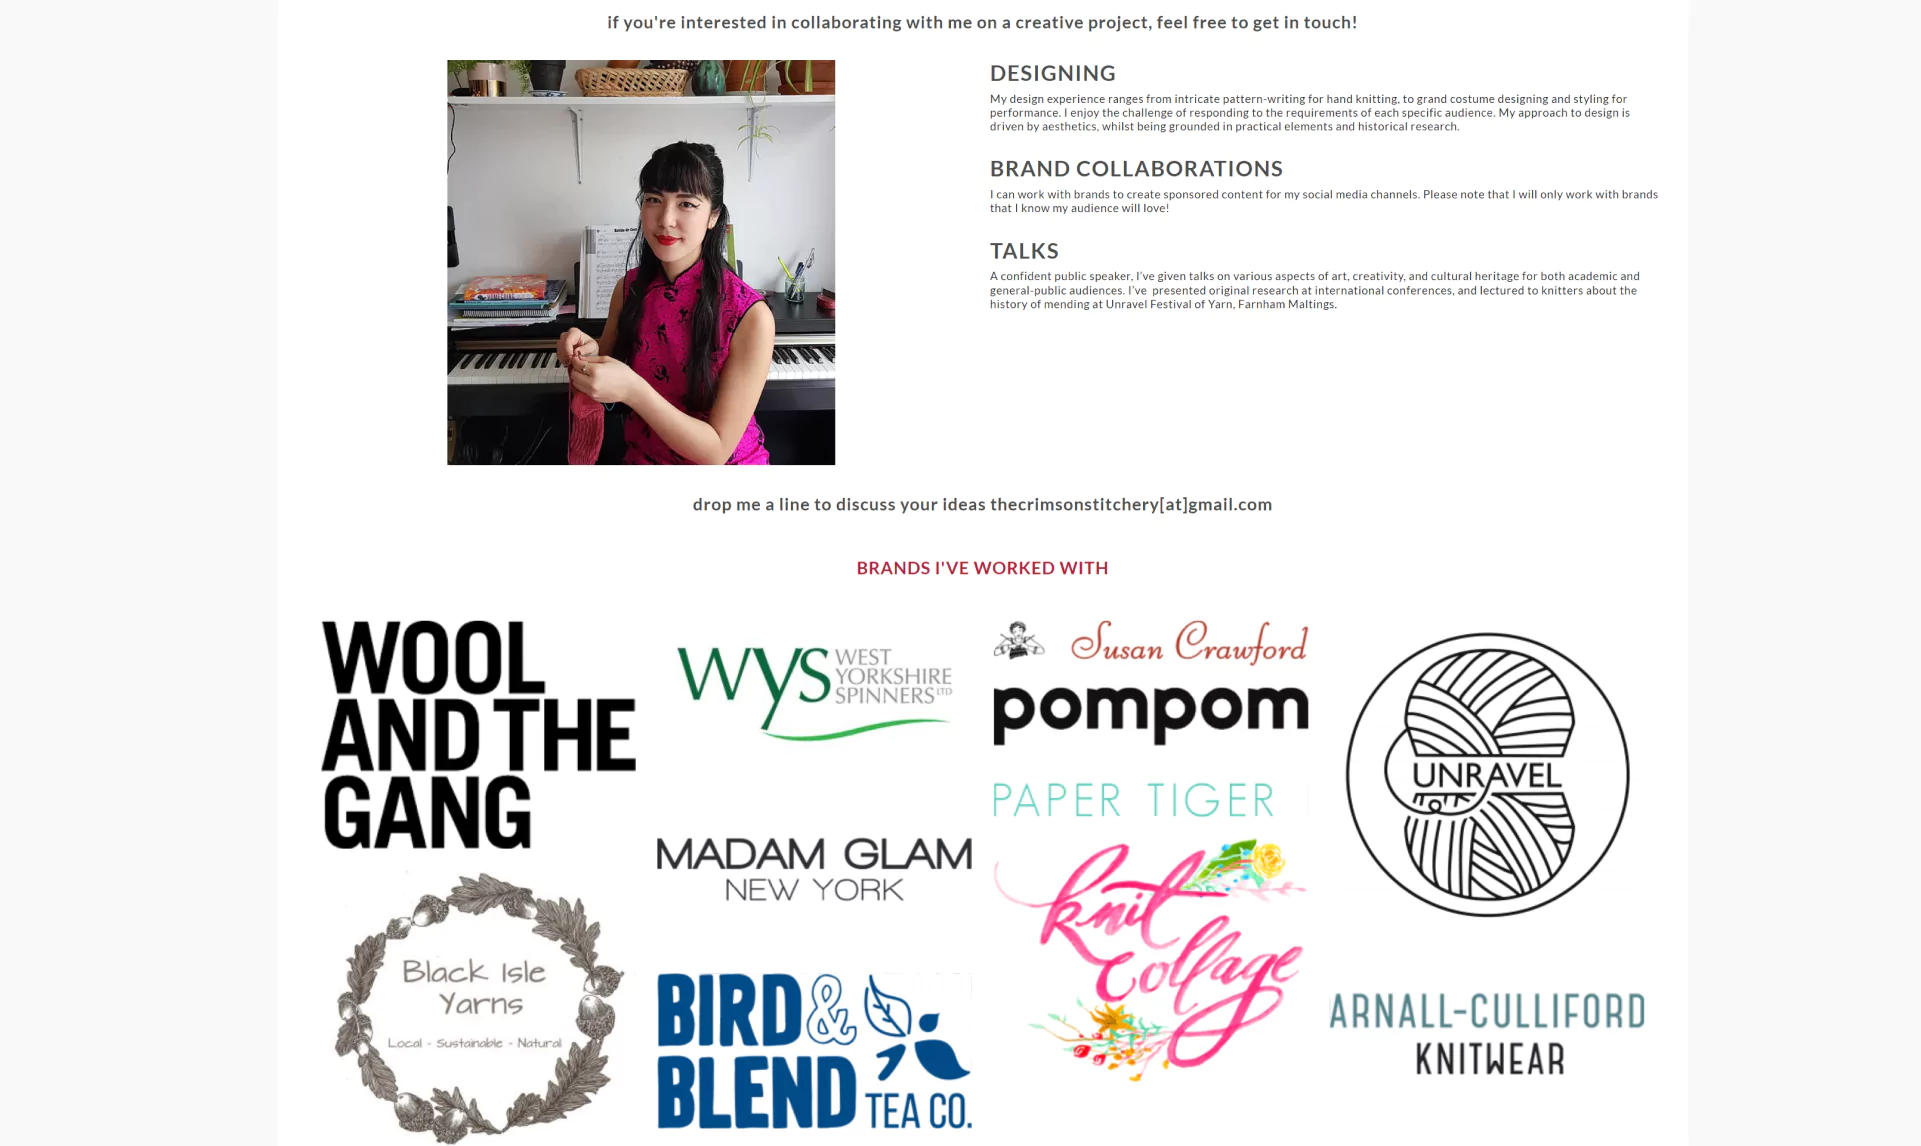 if you're interested in collaborating with me on a creative project, feel free to get in touch!
DESIGNING
My design experience ranges from intricate pattern-writing for hand knitting, to grand costume designing and styling for
performance. I enjoy the challenge of responding to the requirements of each specific audience. My approach to design is
driven by aesthetics, whilst being grounded in practical elements and historical research.
BRAND COLLABORATIONS
I can work with brands to create sponsored content for my social media channels. Please note that I will only work with brands
that I know my audience will love!
TALKS
A confident public speaker, I've given talks on various aspects of art, creativity, and cultural heritage for both academic and
general-public audiences. I've  presented original research at international conferences, and lectured to knitters about the
history of mending at Unravel Festival of Yarn, Farnham Maltings.
drop me a line to discuss your ideas thecrimsonstitchery[at]gmail.com
BRANDS I'VE WORKED WITH
WOOL
AND THE
GANG
WYS WEST
YORKSHIRE
SPINNERS LTD
Susan Crawford
pompom
PAPER TIGER
UNRAVEL
MADAM GLAM
NEW YORK
knit
collage
Black Isle
Yarns
Local - Sustainable - Natural
BIRD &
BLEND
TEA CO.
ARNALL-CULLIFORD
KNITWEAR